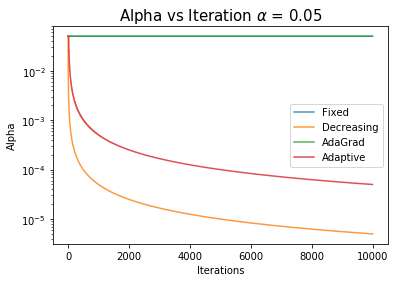 Alpha vs Iteration α = 0.05
Alpha
10⁻²
10⁻³
10⁻⁴
10⁻⁵
Fixed
Decreasing
AdaGrad
Adaptive
0 2000 4000 6000 8000 10000
Iterations